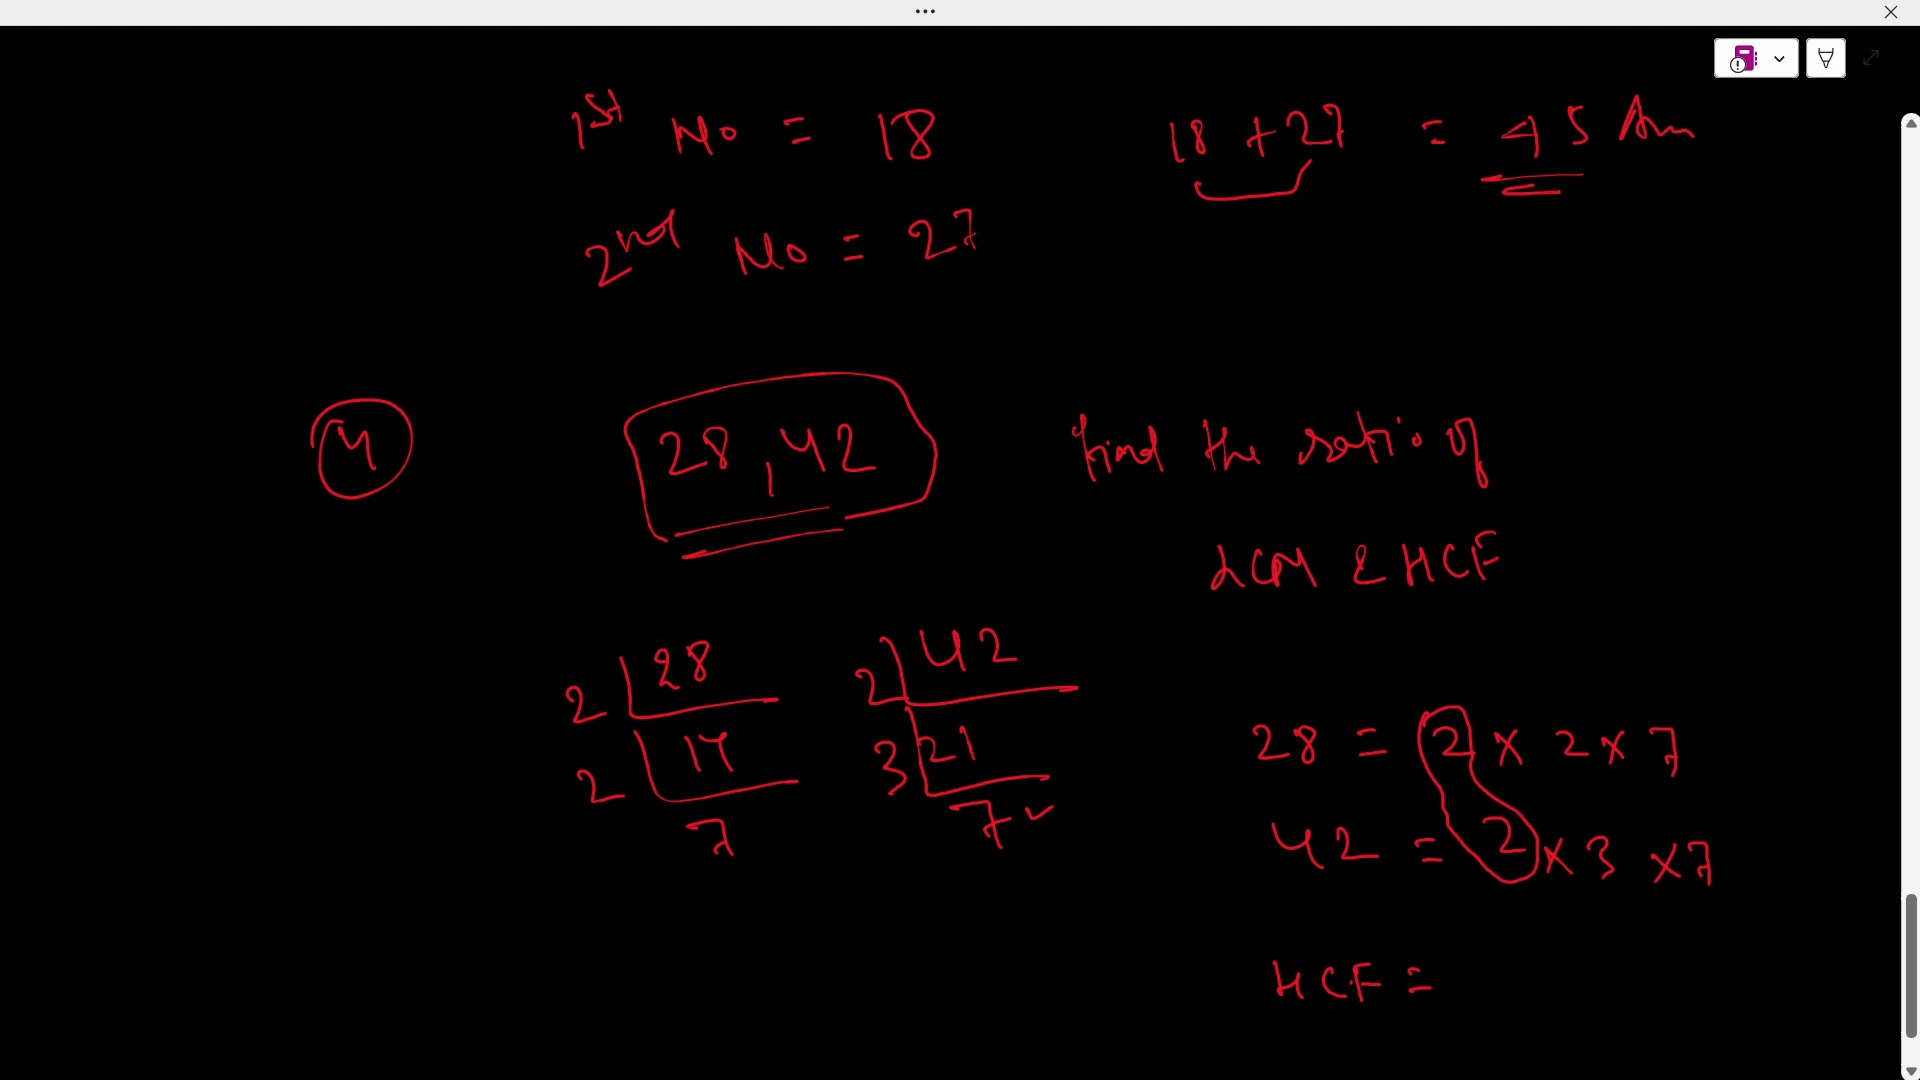 1st No = 18
18 + 27 = 45 Ans
2nd No = 27
4
28, 42
find the ratio of
LCM & HCF
2 28
2 14
7
2 42
3 21
7
28 = 2 × 2 × 7
42 = 2 × 3 × 7
HCF =